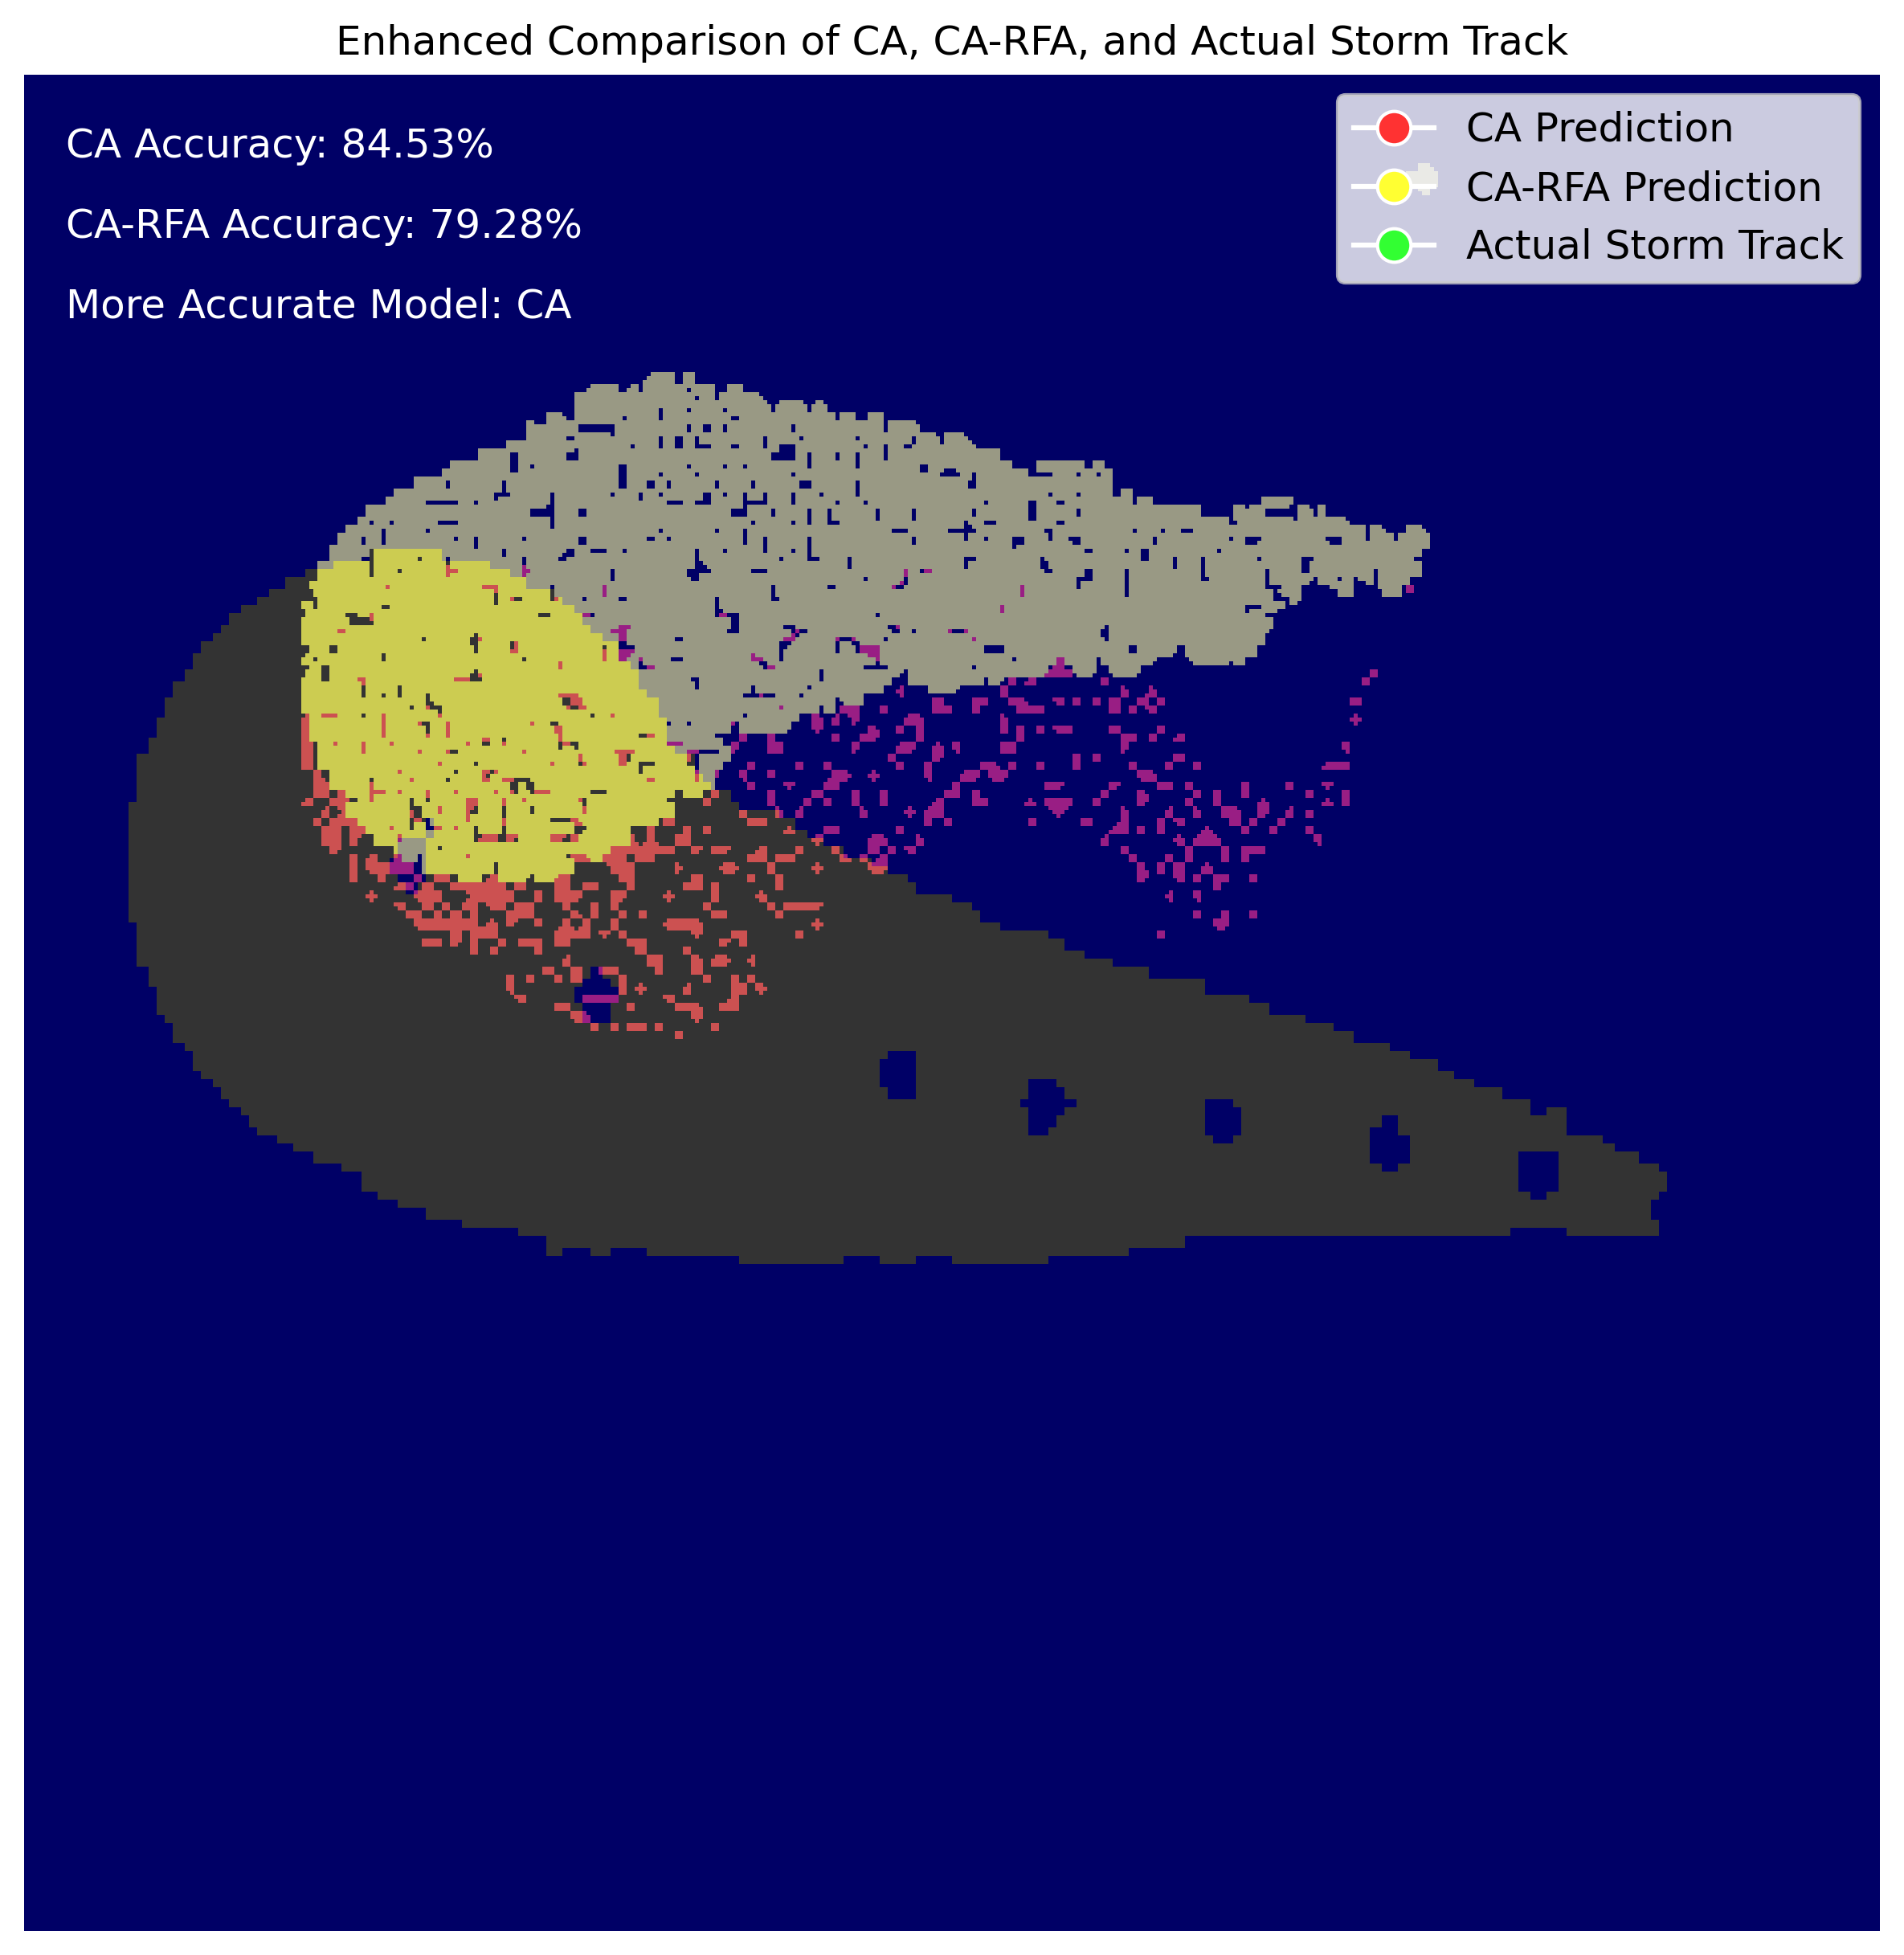 Enhanced Comparison of CA, CA-RFA, and Actual Storm Track
CA Accuracy: 84.53%
CA-RFA Accuracy: 79.28%
More Accurate Model: CA
CA Prediction
CA-RFA Prediction
Actual Storm Track